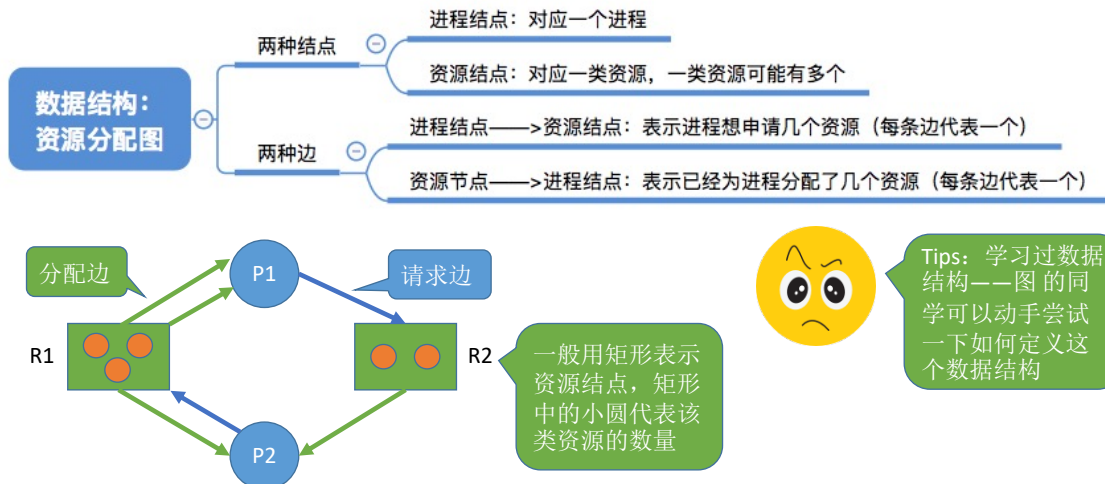 数据结构：
资源分配图
两种结点
进程结点：对应一个进程
资源结点：对应一类资源，一类资源可能有多个
两种边
进程结点——>资源结点：表示进程想申请几个资源（每条边代表一个）
资源节点——>进程结点：表示已经为进程分配了几个资源（每条边代表一个）
分配边
P1
请求边
R1
R2
P2
一般用矩形表示
资源结点，矩形
中的小圆代表该
类资源的数量
Tips：学习过数据
结构——图 的同
学可以动手尝试
一下如何定义这
个数据结构